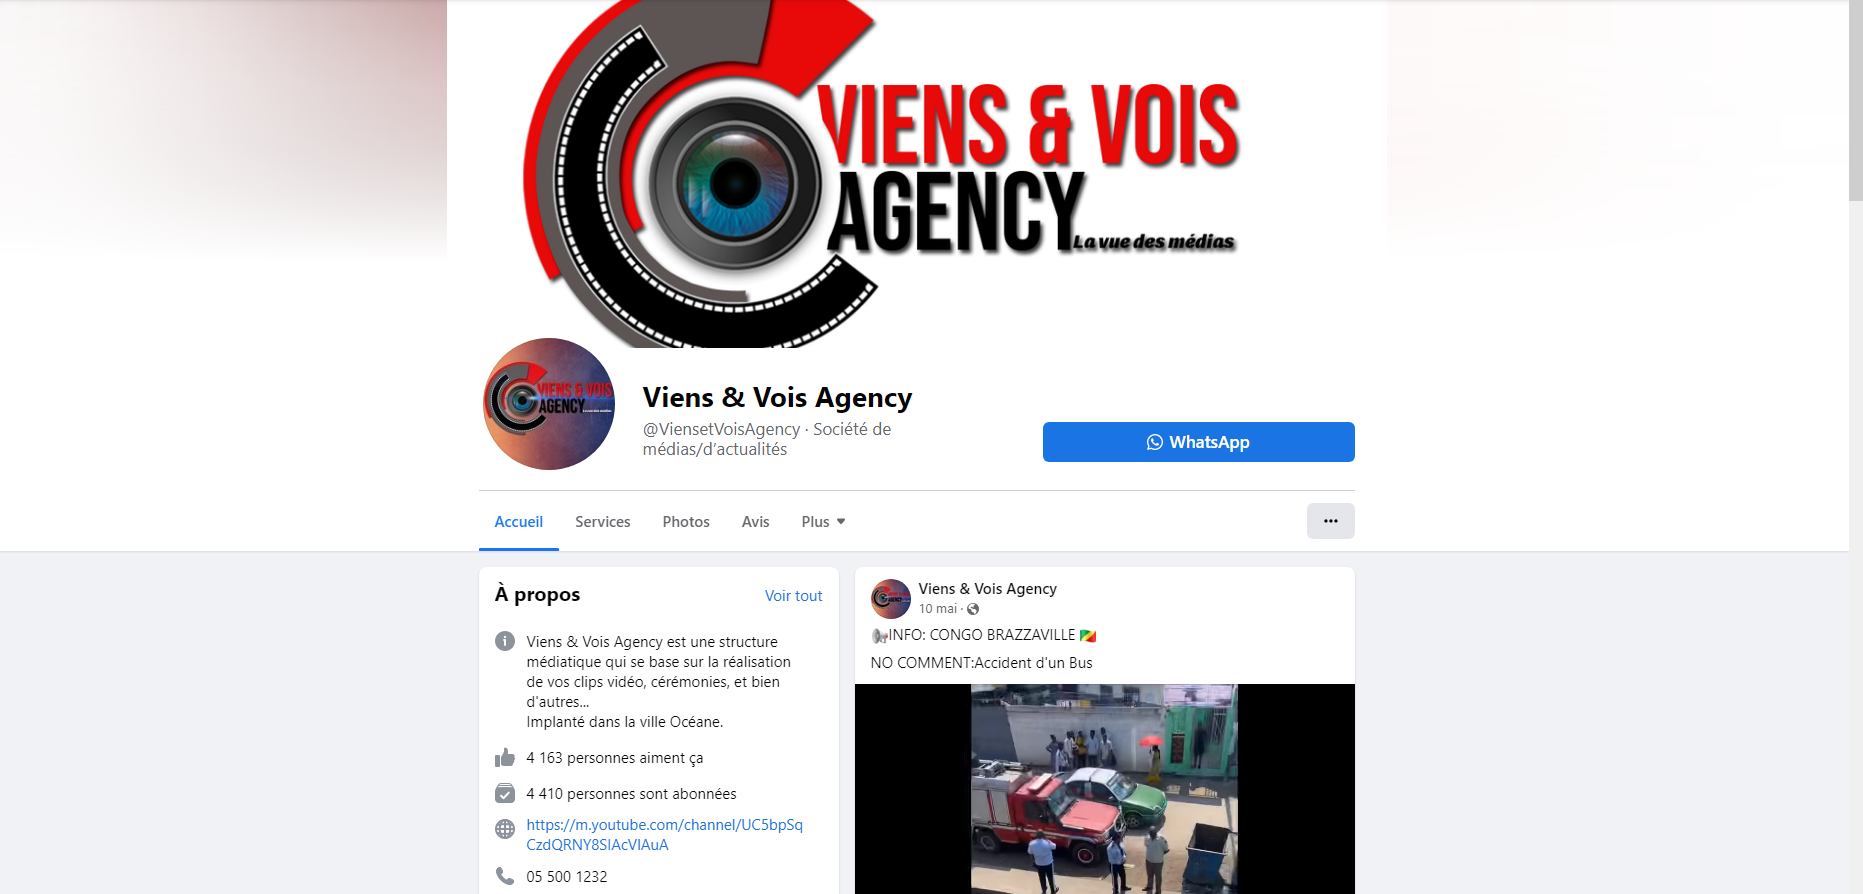 VIENS & VOIS
AGENCY
La vue des médias
VIENS & VOIS
AGENCY
Viens & Vois Agency
@ViensetVoisAgency · Société de
médias/d'actualités
WhatsApp
Accueil
Services
Photos
Avis
Plus
À propos
Voir tout
Viens & Vois Agency est une structure
médiatique qui se base sur la réalisation
de vos clips vidéo, cérémonies, et bien
d'autres...
Implanté dans la ville Océane.
4 163 personnes aiment ça
4 410 personnes sont abonnées
https://m.youtube.com/channel/UC5bpSq
CzdQRNY8SIAcVIAuA
05 500 1232
Viens & Vois Agency
10 mai ·
INFO: CONGO BRAZZAVILLE
NO COMMENT:Accident d'un Bus